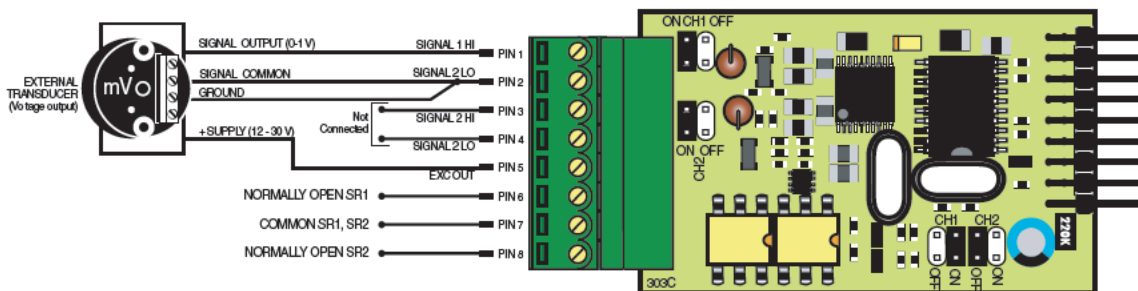 EXTERNAL
TRANSDUCER
(Vo tage output)
mV
SIGNAL OUTPUT (0-1 V)
SIGNAL COMMON
GROUND
+SUPPLY (12 - 30 V)
Not
Connected
SIGNAL 1 HI
SIGNAL 2 LO
SIGNAL 2 HI
SIGNAL 2 LO
EXC OUT
NORMALLY OPEN SR1
COMMON SR1, SR2
NORMALLY OPEN SR2
PIN 1
PIN 2
PIN 3
PIN 4
PIN 5
PIN 6
PIN 7
PIN 8
ON CH1 OFF
ON OFF
CH2
CH1 CH2
OFF
ON
OFF
ON
220K
303C